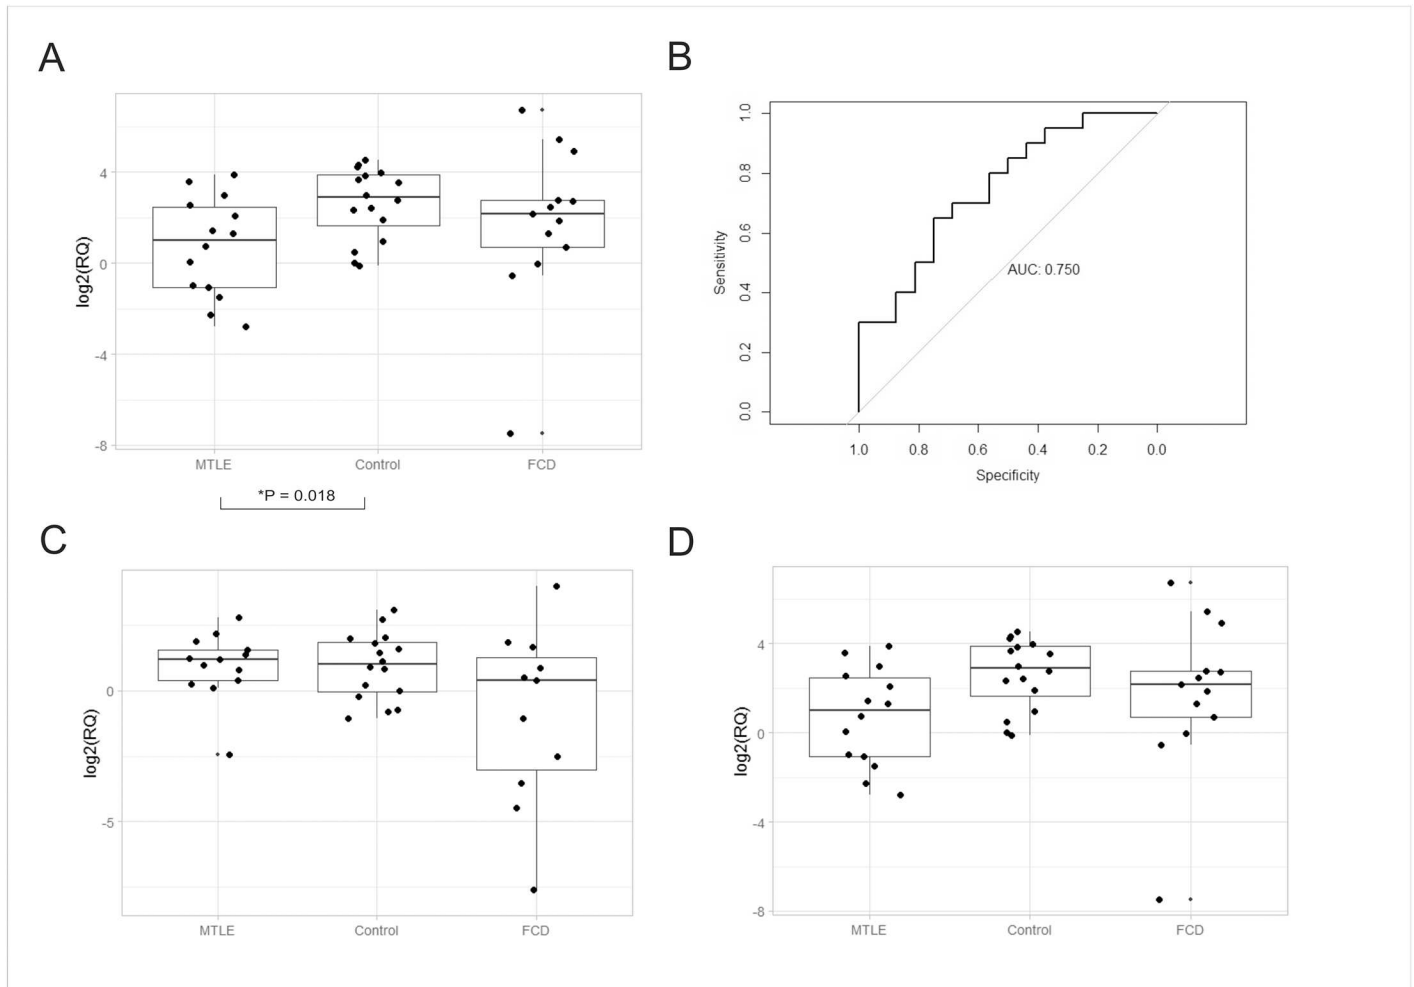 A
log2(RQ)
4
0
-4
-8
MTLE Control FCD
*P = 0.018
B
Sensitivity
1.0
0.8
0.6
0.4
0.2
0.0
AUC: 0.750
1.0 0.8 0.6 0.4 0.2 0.0
Specificity
C
log2(RQ)
0
-5
MTLE Control FCD
D
log2(RQ)
4
0
-4
-8
MTLE Control FCD